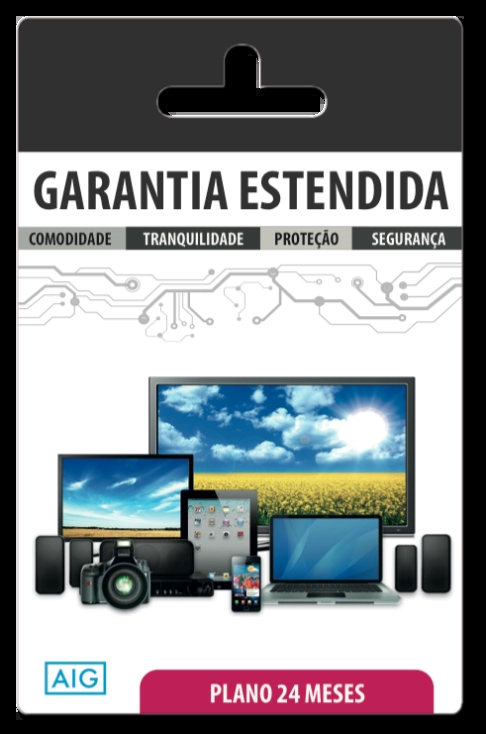 GARANTIA ESTENDIDA
COMODIDADE TRANQUILIDADE PROTEÇÃO SEGURANÇA
AIG
PLANO 24 MESES